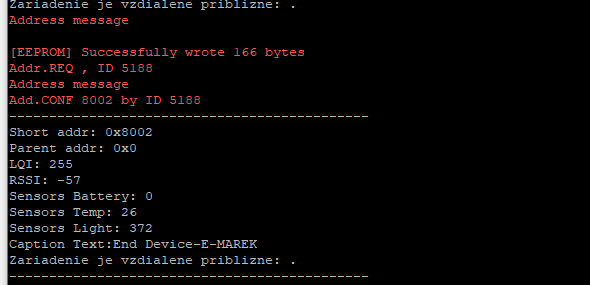 Zariadenie je vzdialene priblizne: .
Address message
[EEPROM] Successfully wrote 166 bytes
Addr.REQ , ID 5188
Address message
Add.CONF 8002 by ID 5188
---------------------------------------------
Short addr: 0x8002
Parent addr: 0x0
LQI: 255
RSSI: -57
Sensors Battery: 0
Sensors Temp: 26
Sensors Light: 372
Caption Text:End Device-E-MAREK
Zariadenie je vzdialene priblizne: .
---------------------------------------------